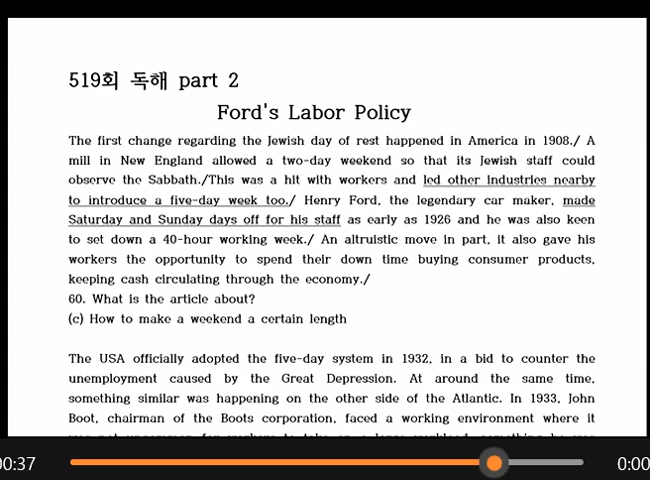 519회 독해 part 2
Ford's Labor Policy
The first change regarding the Jewish day of rest happened in America in 1908./ A
mill in New England allowed a two-day weekend so that its Jewish staff could
observe the Sabbath./This was a hit with workers and led other industries nearby
to introduce a five-day week too./ Henry Ford, the legendary car maker, made
Saturday and Sunday days off for his staff as early as 1926 and he was also keen
to set down a 40-hour working week./ An altruistic move in part, it also gave his
workers the opportunity to spend their down time buying consumer products,
keeping cash circulating through the economy./
60. What is the article about?
(c) How to make a weekend a certain length
The USA officially adopted the five-day system in 1932, in a bid to counter the
unemployment caused by the Great Depression. At around the same time,
something similar was happening on the other side of the Atlantic. In 1933, John
Boot, chairman of the Boots corporation, faced a working environment where it
00:37 0:00